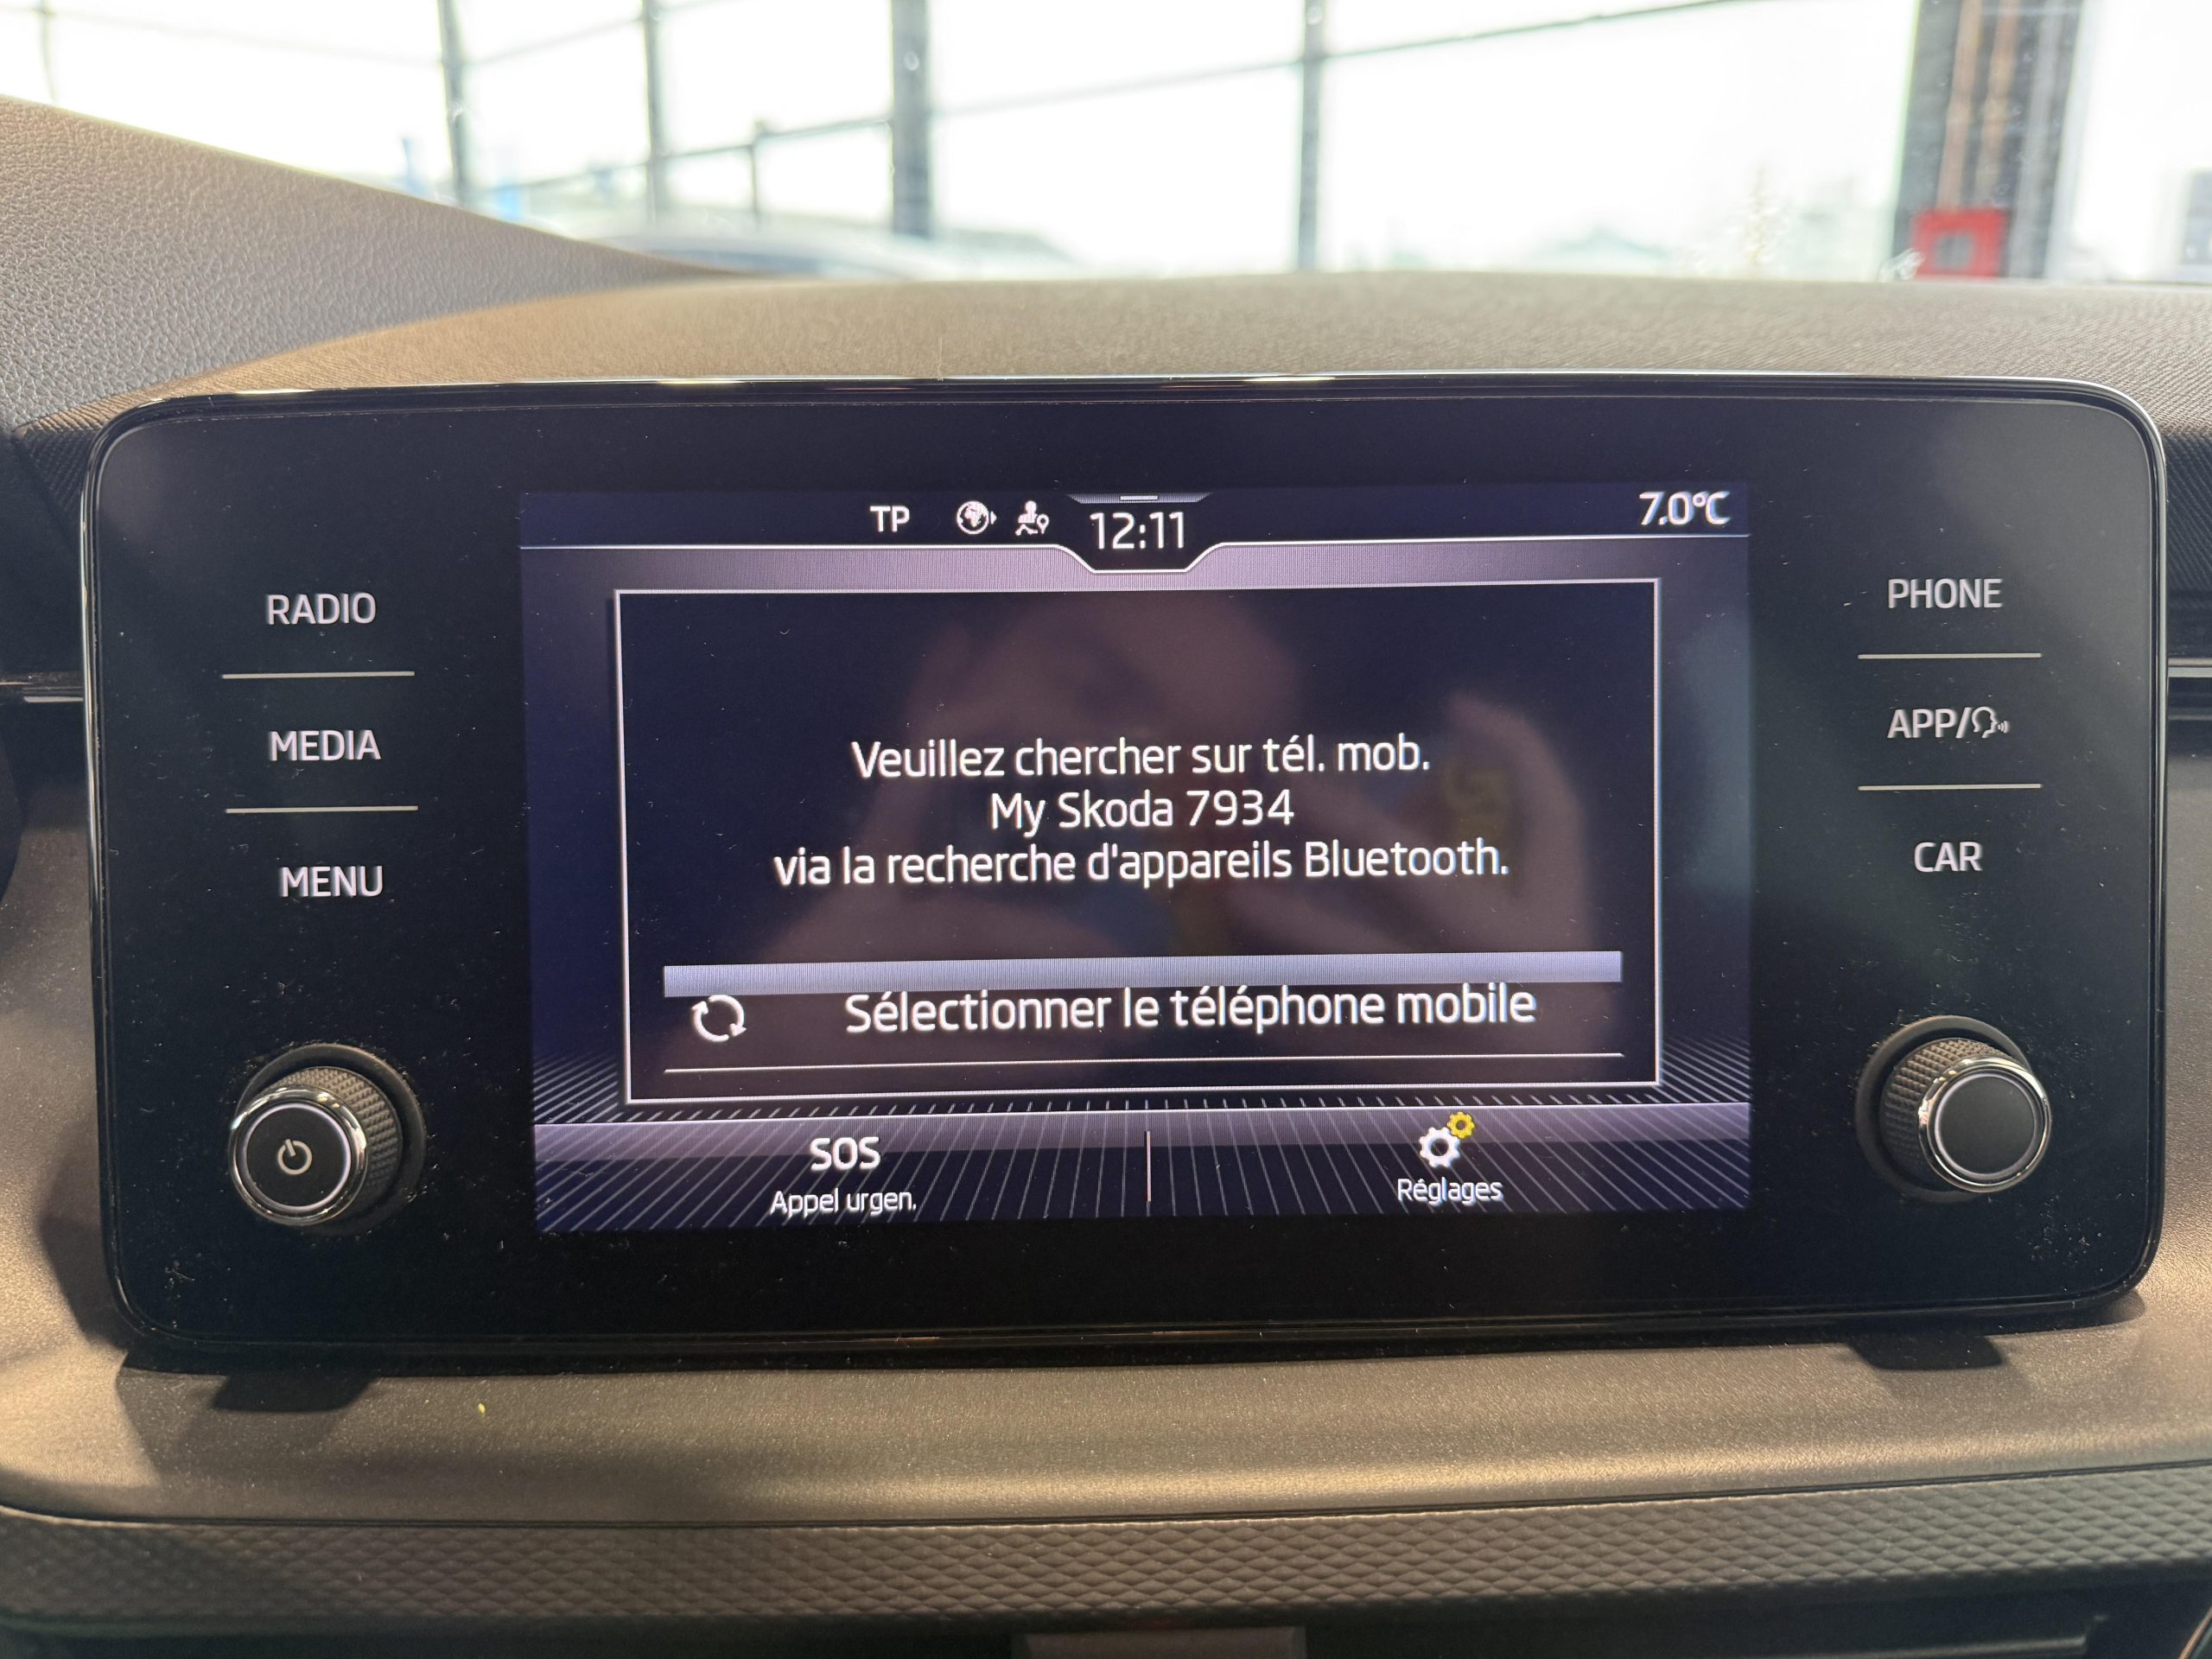 TP
12:11
7.0°C
RADIO
MEDIA
MENU
Veuillez chercher sur tél. mob.
My Skoda 7934
via la recherche d'appareils Bluetooth.
Sélectionner le téléphone mobile
SOS
Appel urgen.
Réglages
PHONE
APP/
CAR